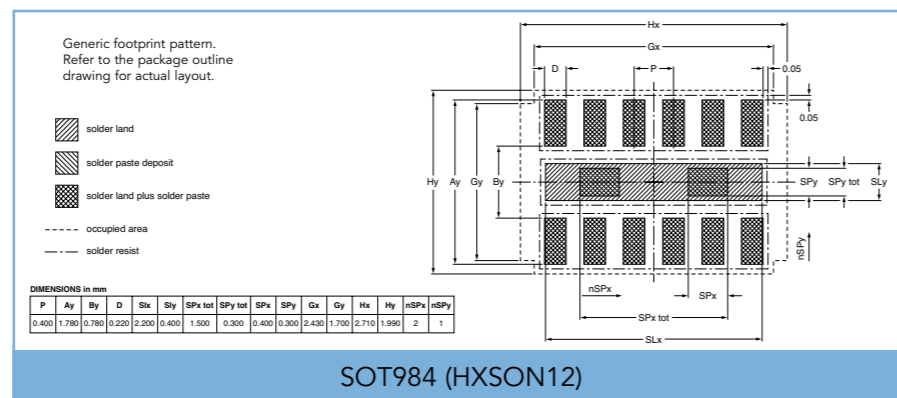 Generic footprint pattern.
Refer to the package outline
drawing for actual layout.
solder land
solder paste deposit
solder land plus solder paste
occupied area
solder resist
Hx
Gx
D
P
0.05
0.05
Hy
Ay
Gy
By
SPy
SPy tot
SLy
nSPy
nSPx
SPx
SPx tot
SLx
DIMENSIONS in mm
P Ay By D Slx Sly SPx tot SPy tot SPx SPy Gx Gy Hx Hy nSPx nSPy
0.400 1.780 0.780 0.220 2.200 0.400 1.500 0.300 0.400 0.300 2.430 1.700 2.710 1.990 2 1
SOT984 (HXSON12)